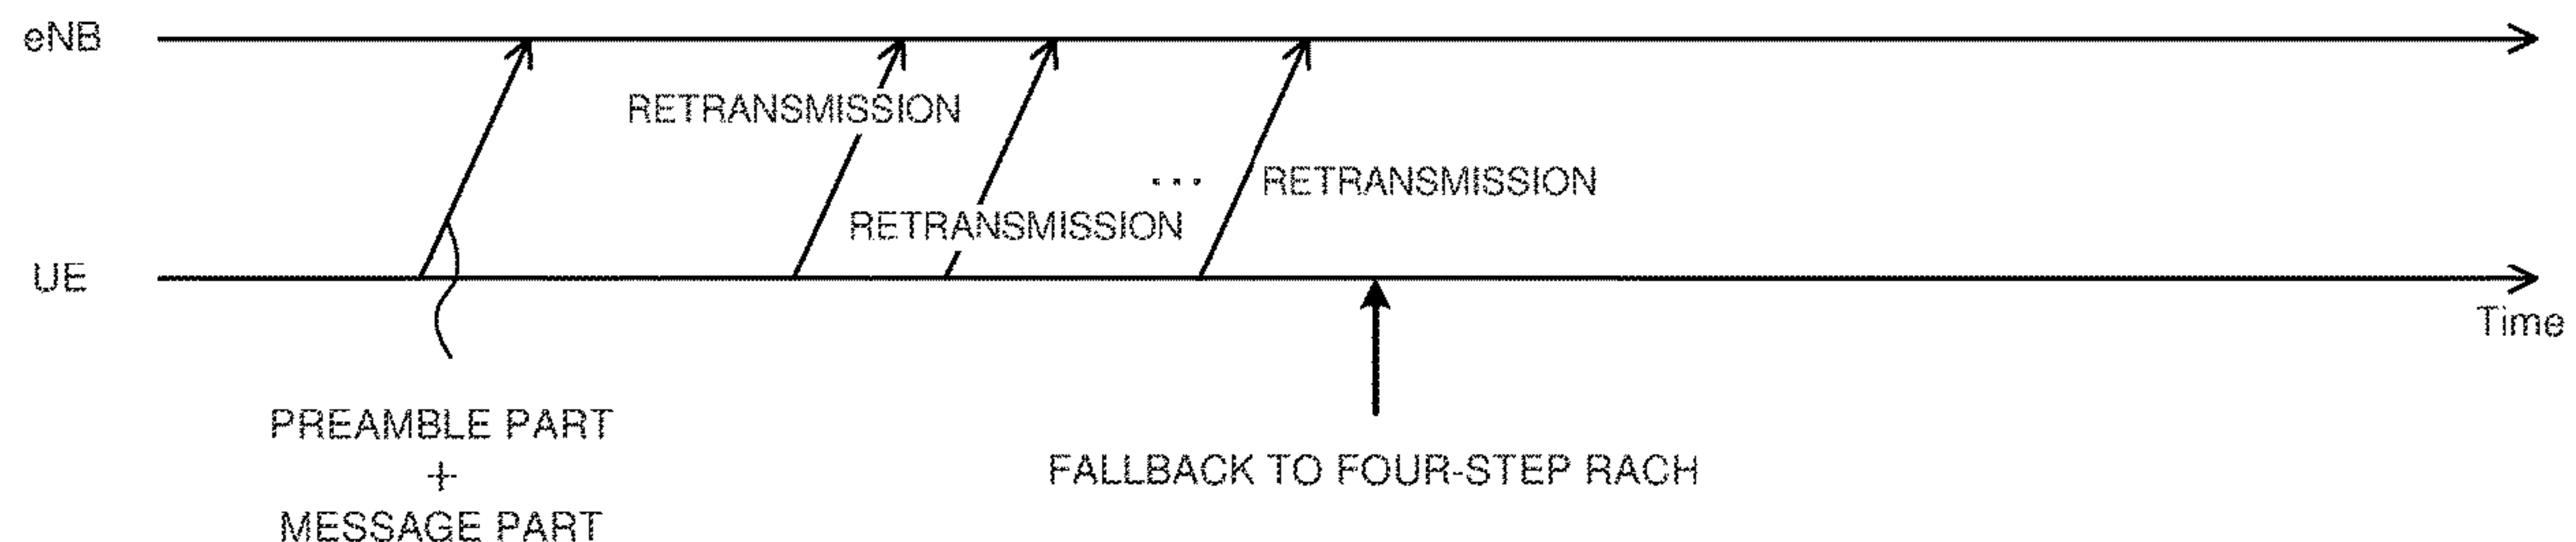 eNB
RETRANSMISSION
... RETRANSMISSION
RETRANSMISSION
UE
Time
PREAMBLE PART
+
MESSAGE PART
FALLBACK TO FOUR-STEP RACH